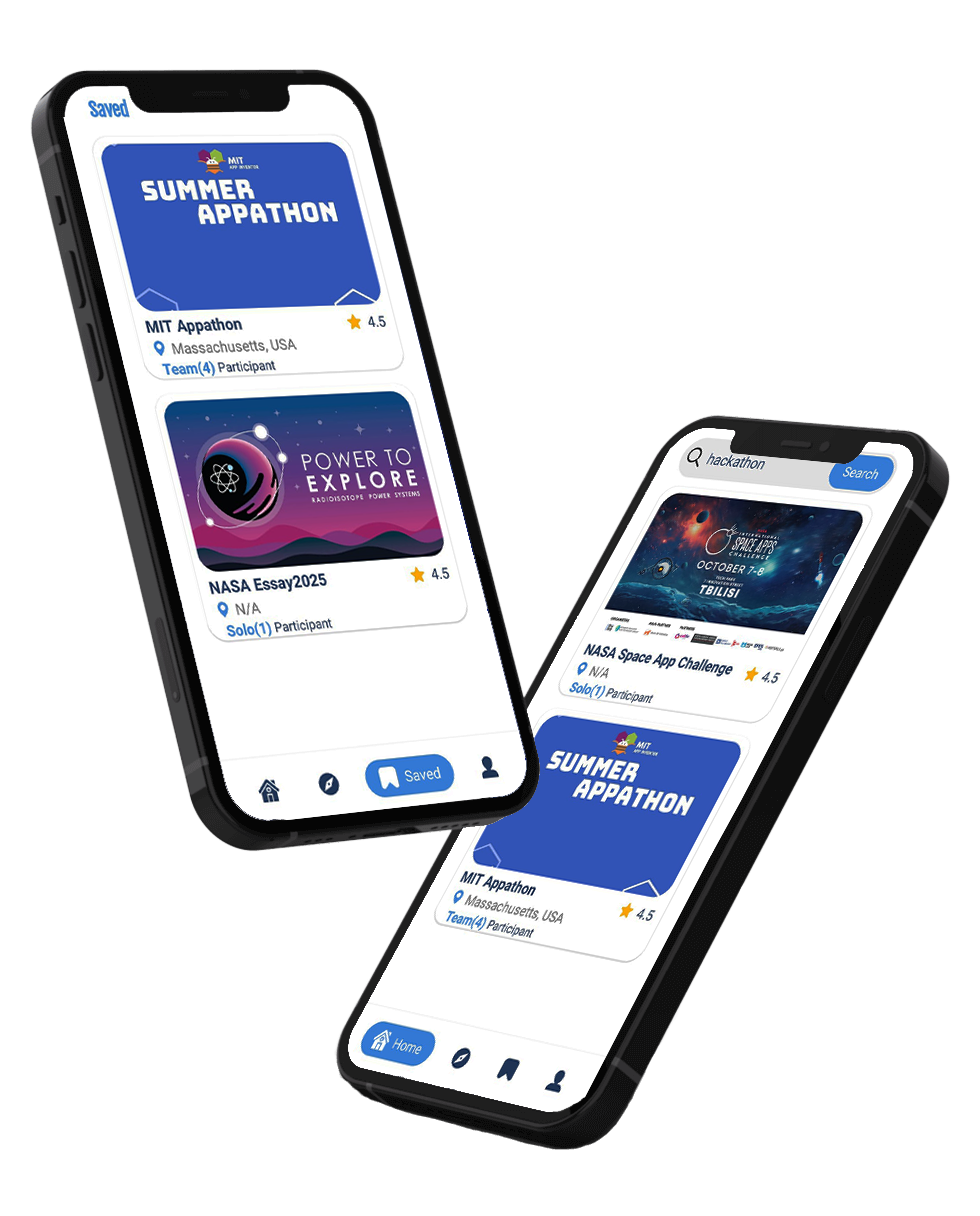 Saved
MIT
APP INVENTOR
SUMMER
APPATHON
MIT Appathon
4.5
Massachusetts, USA
Team(4) Participant
POWER TO
EXPLORE
RADIOISOTOPE POWER SYSTEMS
NASA Essay2025
4.5
N/A
Solo(1) Participant
Saved
hackathon
Search
INTERNATIONAL
SPACE APPS
CHALLENGE
OCTOBER 7-8
TBILISI
NASA Space App Challenge
4.5
N/A
Solo(1) Participant
MIT
APP INVENTOR
SUMMER
APPATHON
MIT Appathon
4.5
Massachusetts, USA
Team(4) Participant
Home